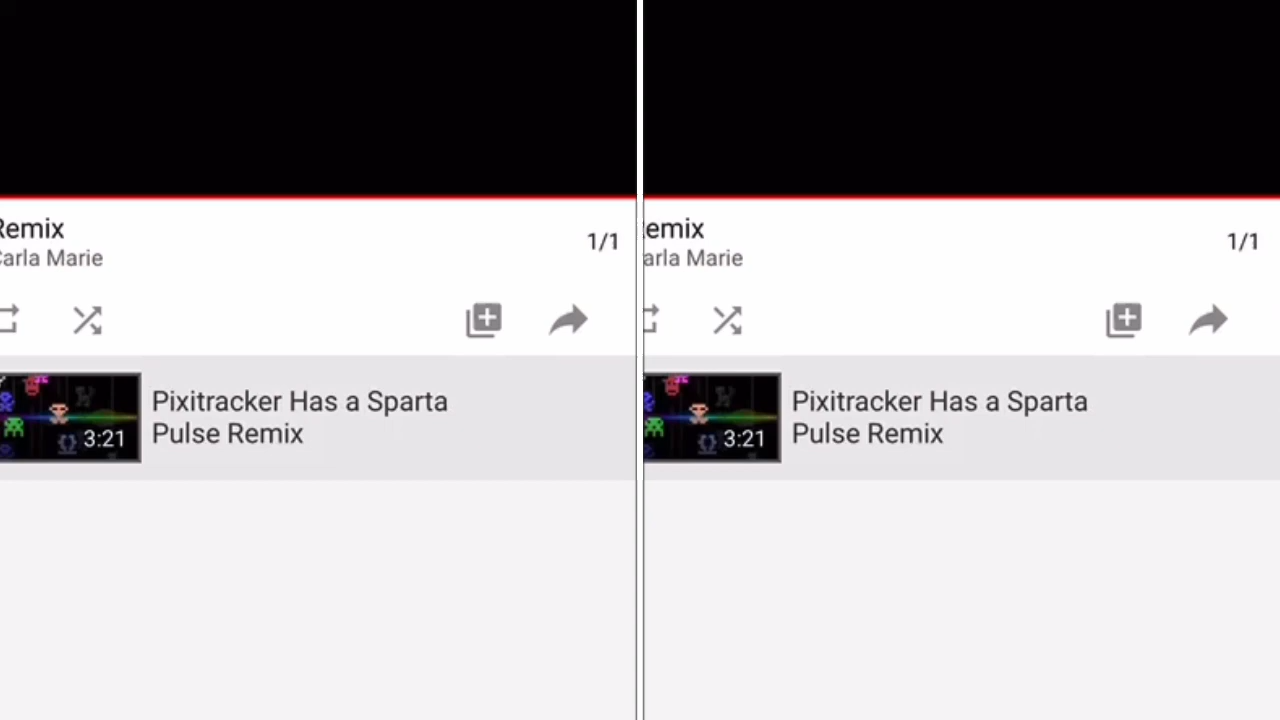 Remix
Carla Marie
1/1
3:21
Pixitracker Has a Sparta
Pulse Remix
emix
arla Marie
1/1
3:21
Pixitracker Has a Sparta
Pulse Remix